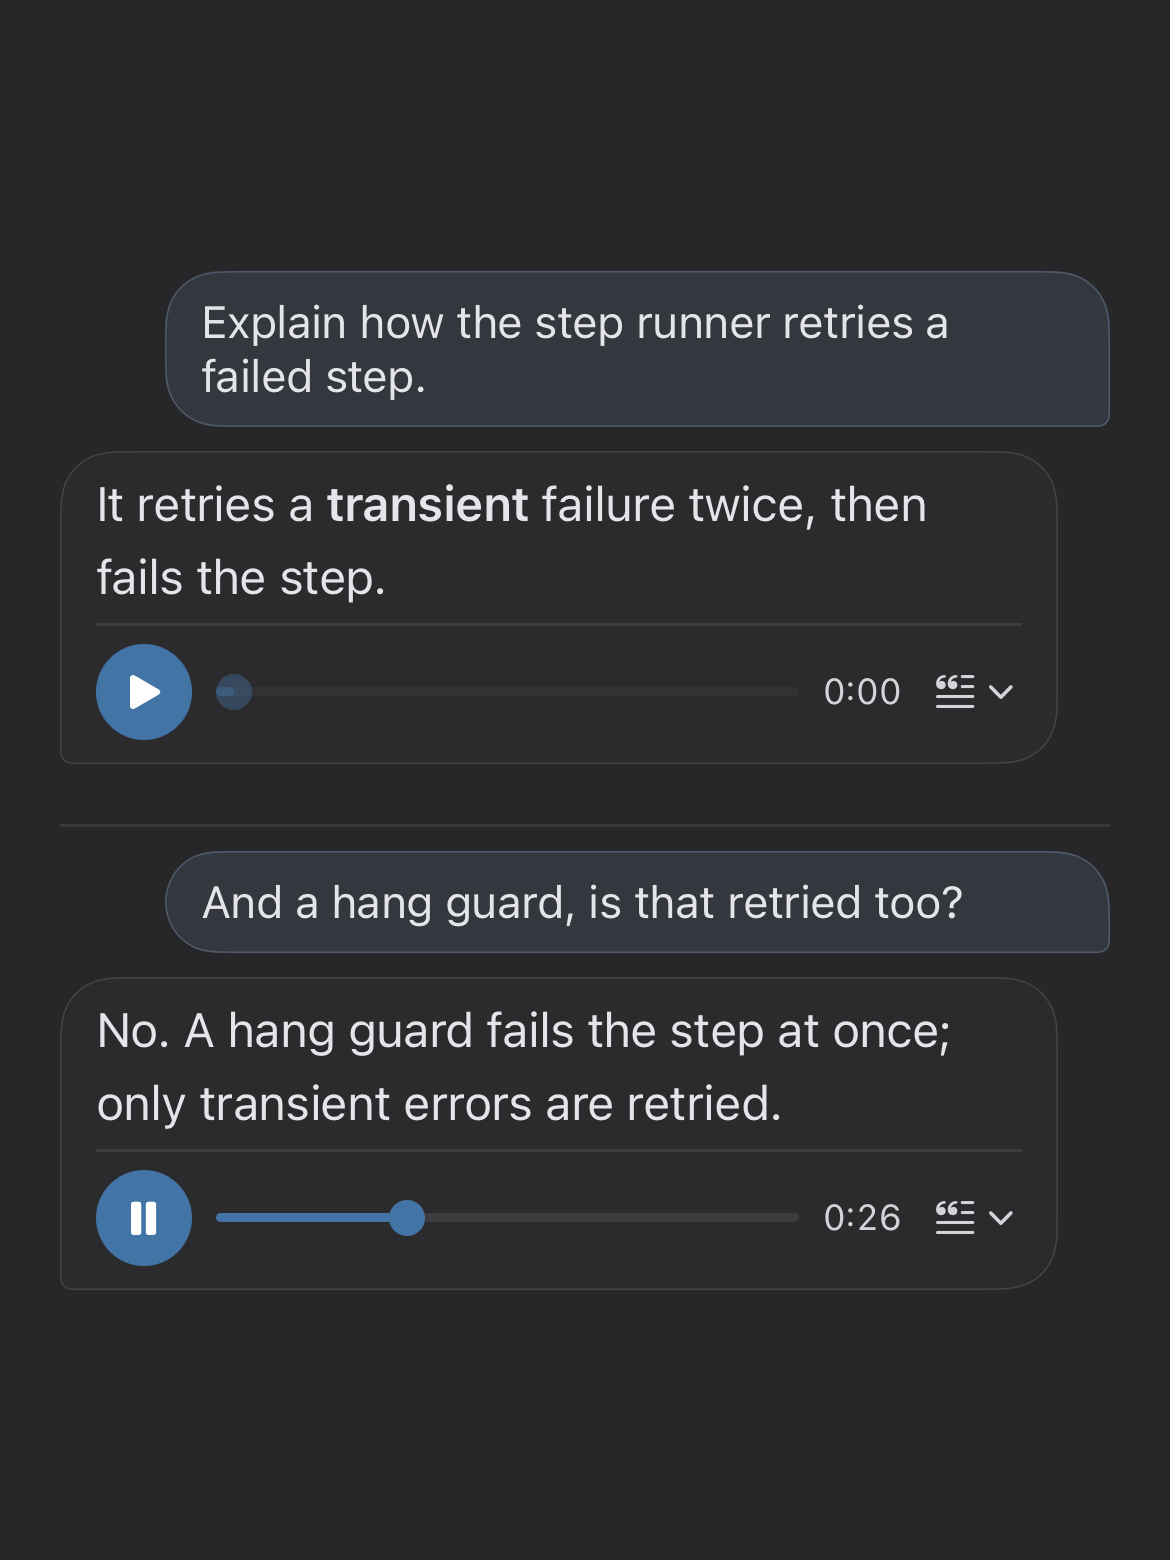 Explain how the step runner retries a
failed step.
It retries a transient failure twice, then
fails the step.
0:00
And a hang guard, is that retried too?
No. A hang guard fails the step at once;
only transient errors are retried.
0:26